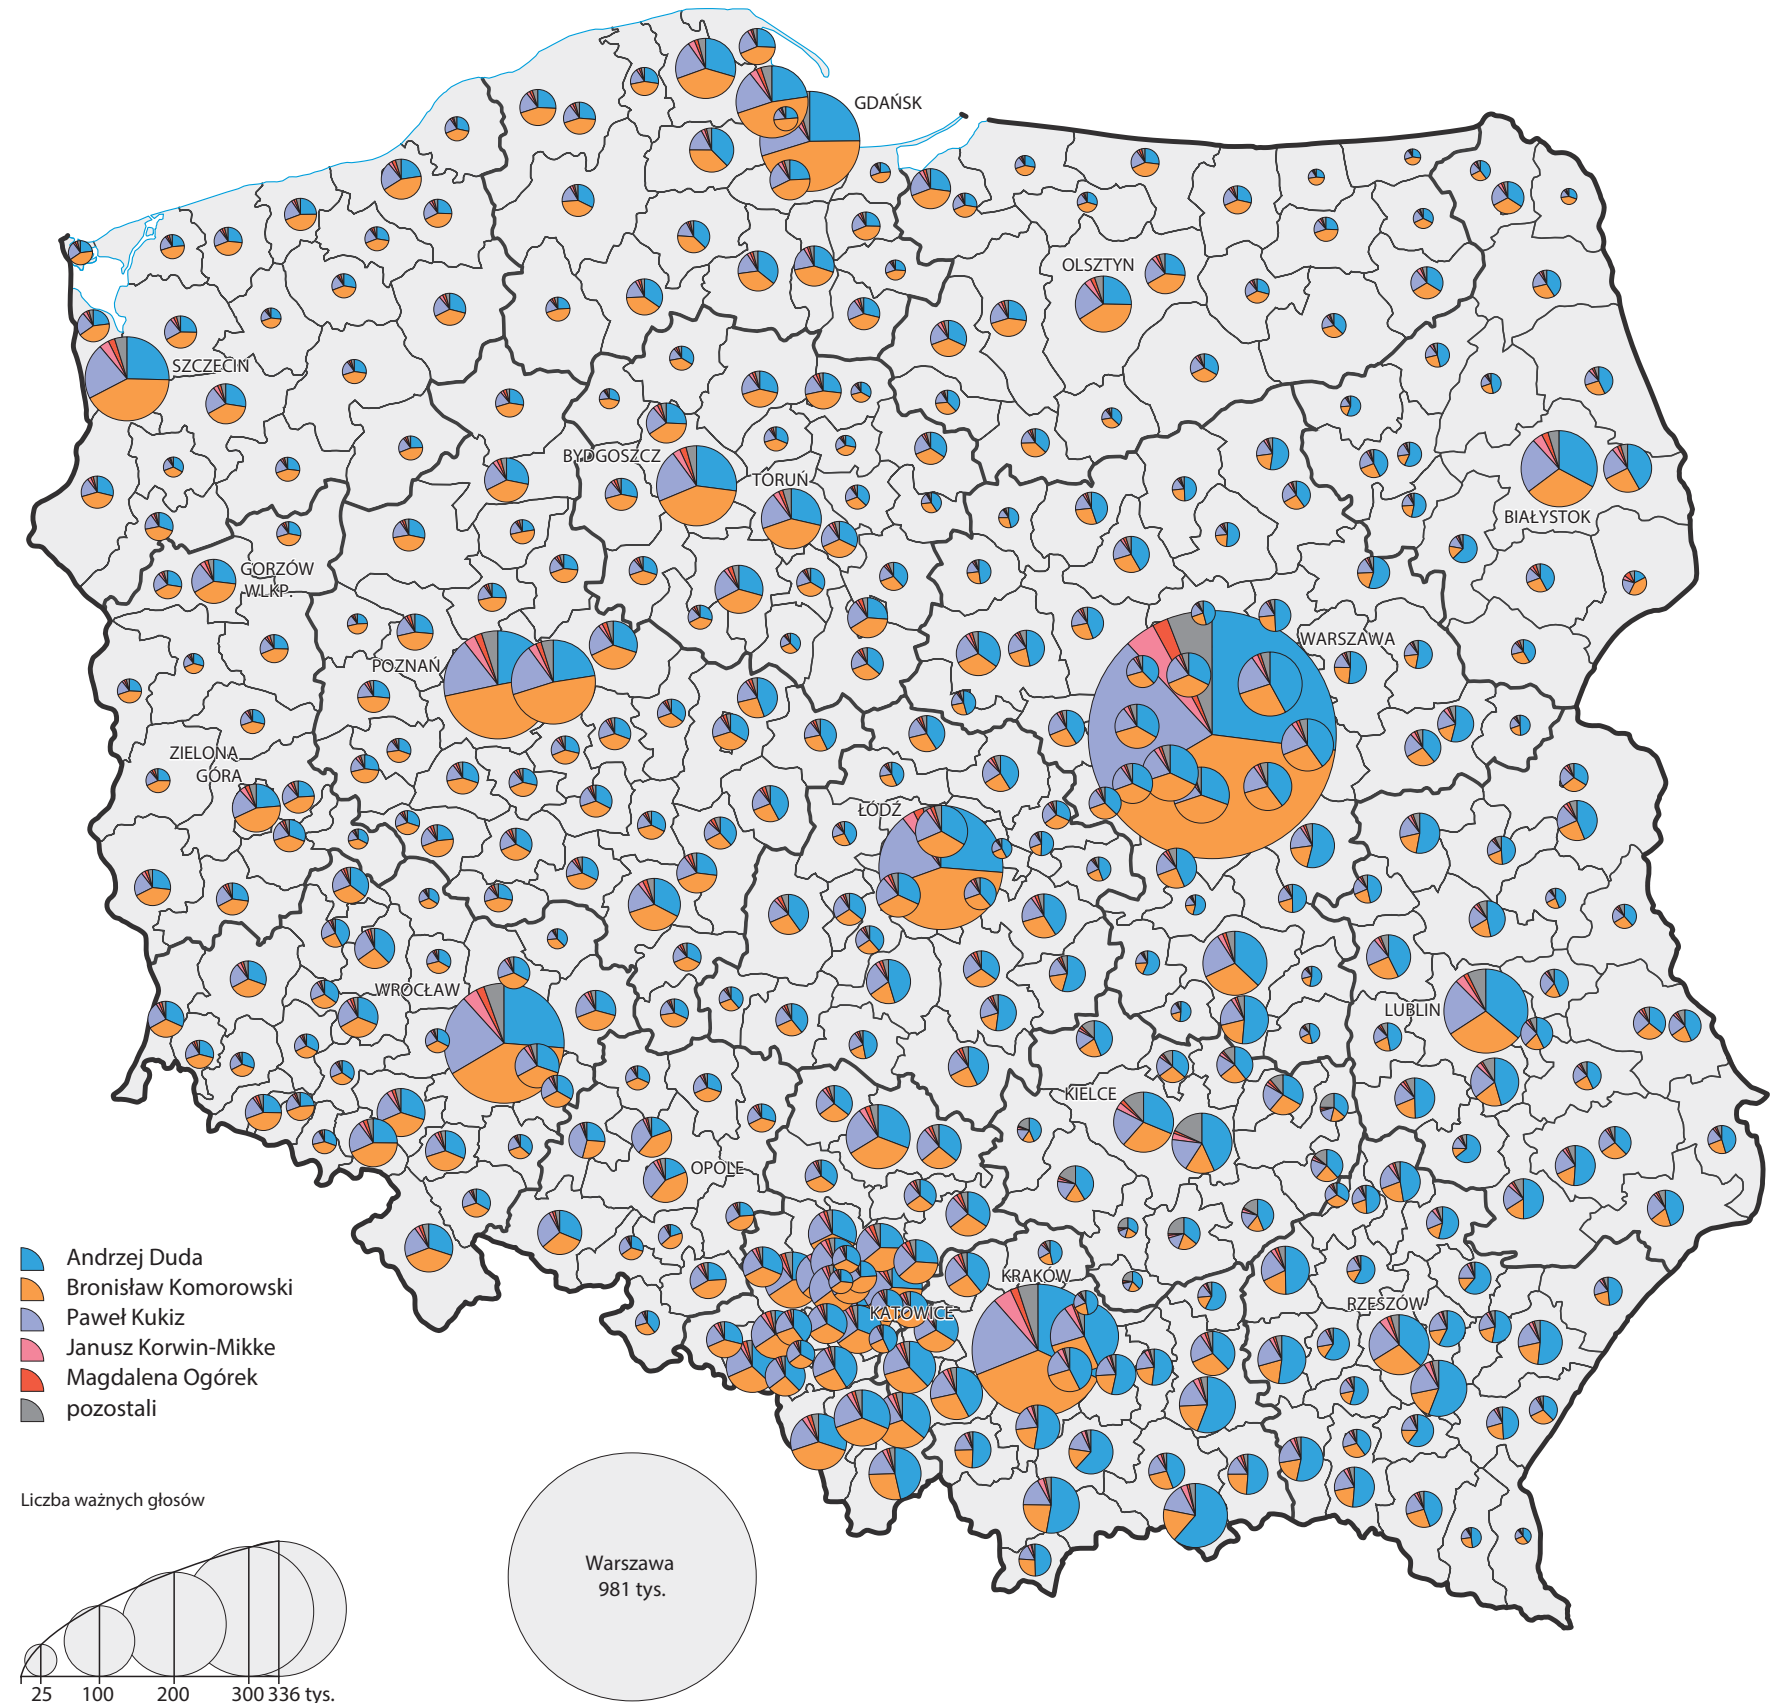 GDAŃSK
OLSZTYN
SZCZECIN
BYDGOSZCZ
TORUŃ
BIAŁYSTOK
GORZÓW
WLKP.
WARSZAWA
POZNAŃ
ZIELONA
GÓRA
ŁÓDŹ
WROCŁAW
LUBLIN
KIELCE
OPOLE
KRAKÓW
RZESZÓW
KATOWICE
Andrzej Duda
Bronisław Komorowski
Paweł Kukiz
Janusz Korwin-Mikke
Magdalena Ogórek
pozostali
Liczba ważnych głosów
25 100 200 300 336 tys.
Warszawa
981 tys.